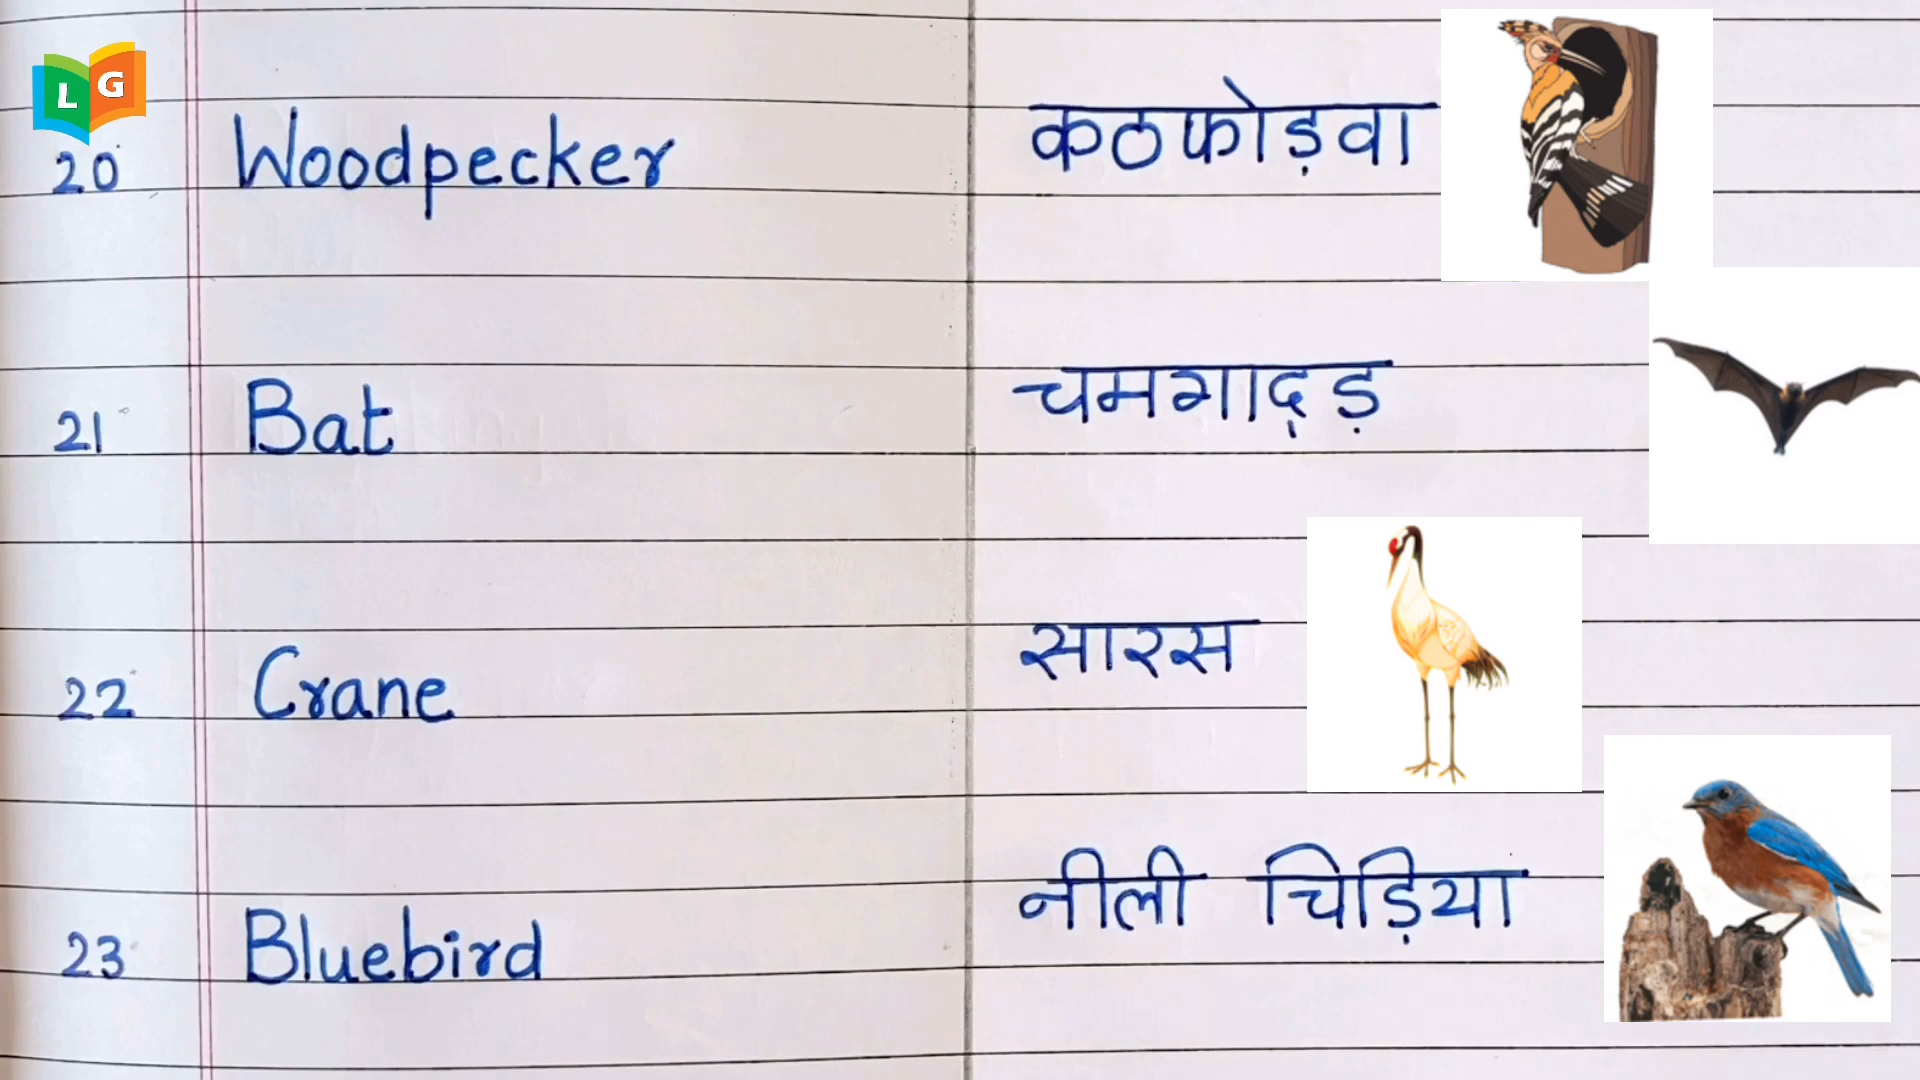 L G
20 Woodpecker कठफोड़वा
21 Bat चमगादड़
22 Crane सारस
23 Bluebird नीली चिड़िया